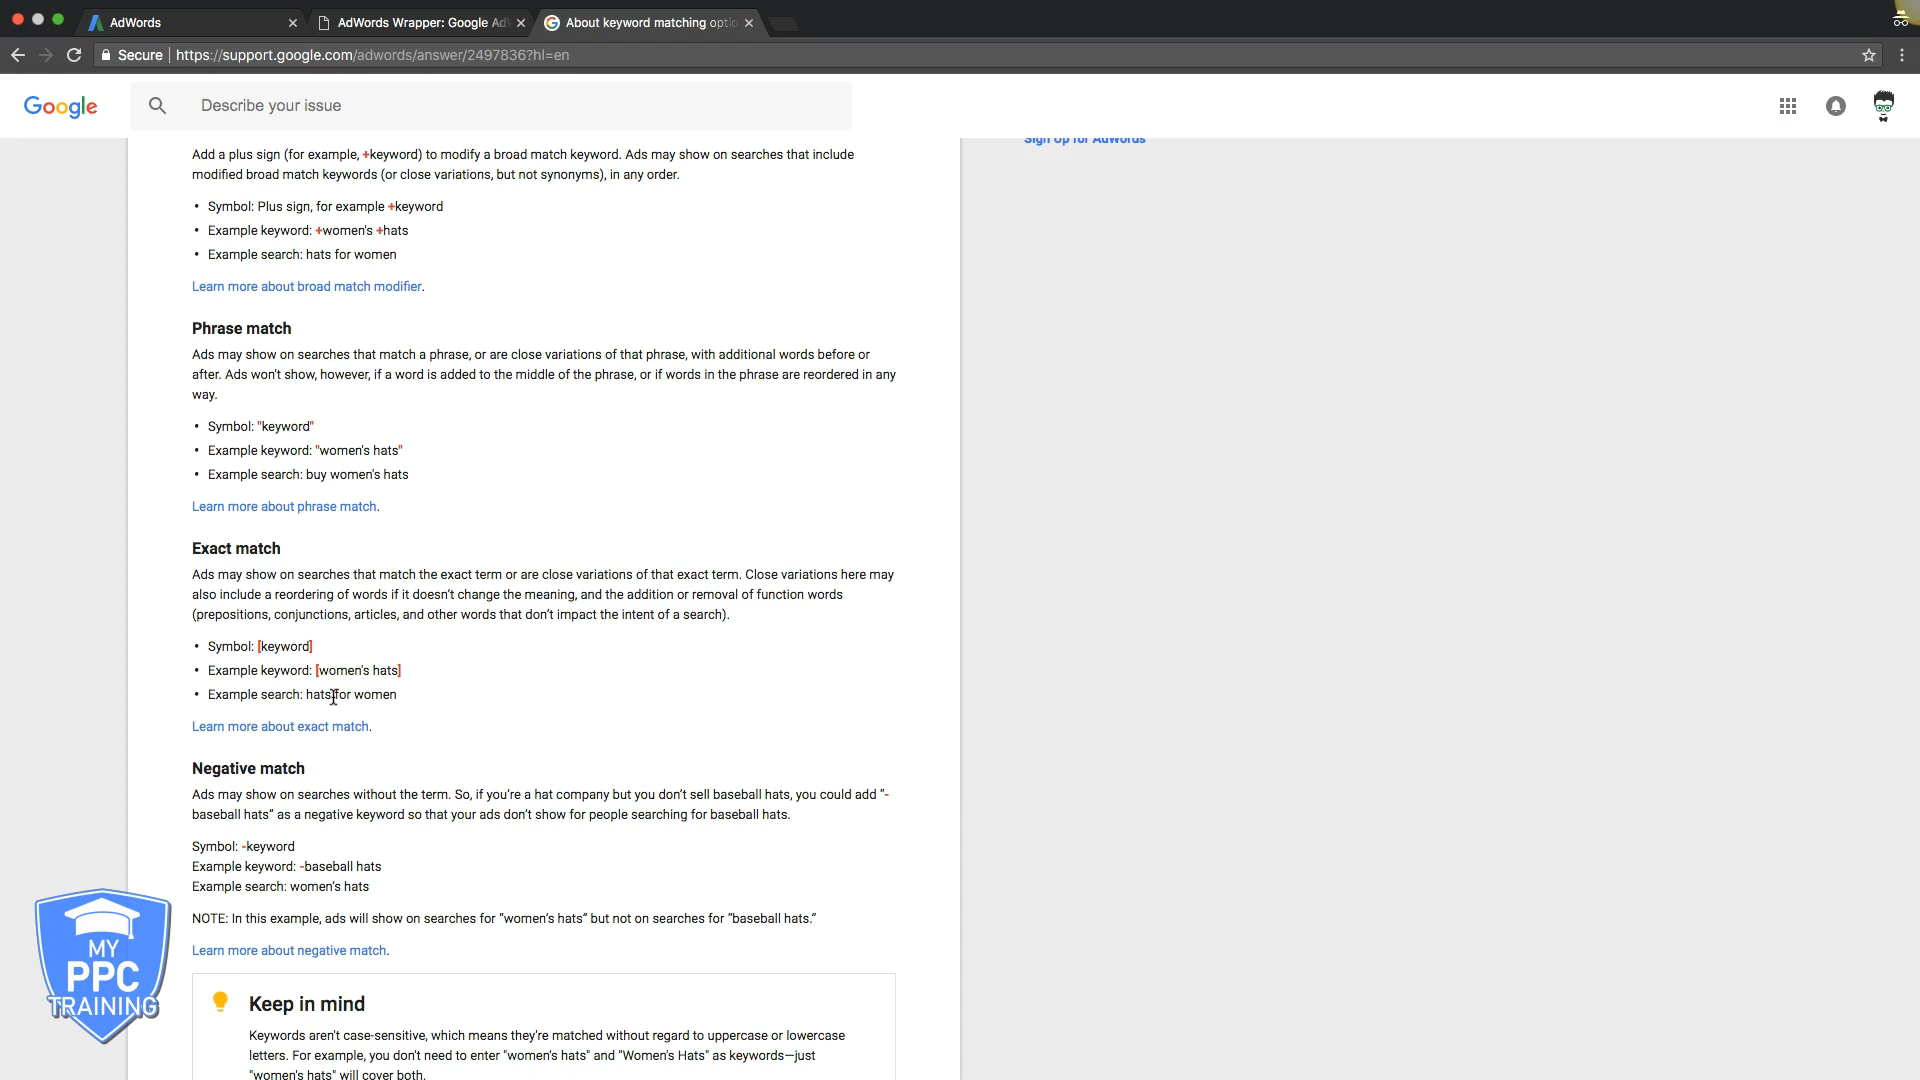 AdWords
AdWords Wrapper: Google Ad
About keyword matching optio
Secure
https://support.google.com/adwords/answer/2497836?hl=en
Google
Describe your issue
Sign Up for AdWords
Add a plus sign (for example, +keyword) to modify a broad match keyword. Ads may show on searches that include
modified broad match keywords (or close variations, but not synonyms), in any order.
• Symbol: Plus sign, for example +keyword
• Example keyword: +women's +hats
• Example search: hats for women
Learn more about broad match modifier.
Phrase match
Ads may show on searches that match a phrase, or are close variations of that phrase, with additional words before or
after. Ads won't show, however, if a word is added to the middle of the phrase, or if words in the phrase are reordered in any
way.
• Symbol: "keyword"
• Example keyword: "women's hats"
• Example search: buy women's hats
Learn more about phrase match.
Exact match
Ads may show on searches that match the exact term or are close variations of that exact term. Close variations here may
also include a reordering of words if it doesn't change the meaning, and the addition or removal of function words
(prepositions, conjunctions, articles, and other words that don't impact the intent of a search).
• Symbol: [keyword]
• Example keyword: [women's hats]
• Example search: hats for women
Learn more about exact match.
Negative match
Ads may show on searches without the term. So, if you're a hat company but you don't sell baseball hats, you could add "-
baseball hats" as a negative keyword so that your ads don't show for people searching for baseball hats.
Symbol: -keyword
Example keyword: -baseball hats
Example search: women's hats
NOTE: In this example, ads will show on searches for "women's hats" but not on searches for "baseball hats."
Learn more about negative match.
Keep in mind
Keywords aren't case-sensitive, which means they're matched without regard to uppercase or lowercase
letters. For example, you don't need to enter "women's hats" and "Women's Hats" as keywords—just
"women's hats" will cover both.
MY
PPC
TRAINING